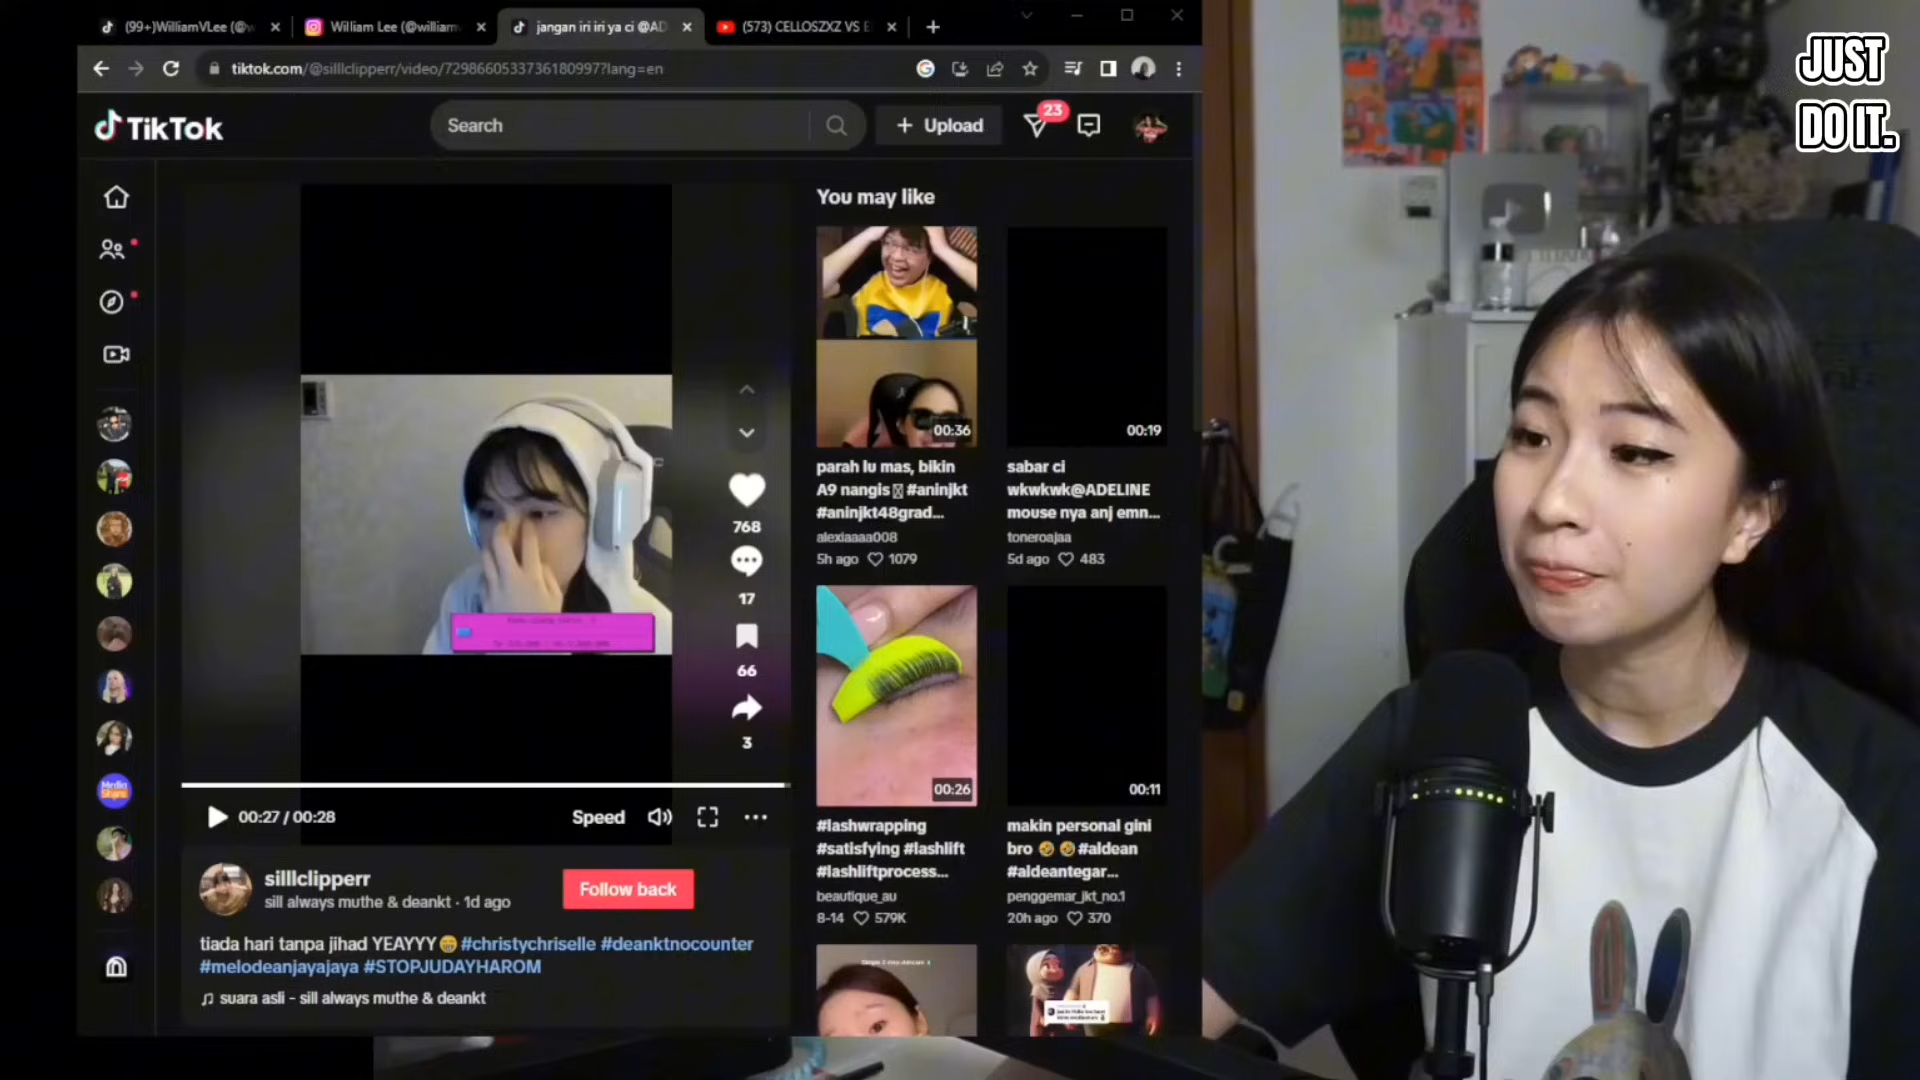 (99+)WilliamVLee (@w
William Lee (@william
jangan iri iri ya ci @AD
(573) CELLOSZXZ VS E
tiktok.com/@silllclipperr/video/7298660533736180997?lang=en
JUST
DO IT.
TikTok
Search
+ Upload
23
You may like
00:36
00:19
parah lu mas, bikin
A9 nangis #aninjkt
#aninjkt48grad...
alexiaaaa008
5h ago 1079
sabar ci
wkwkwk@ADELINE
mouse nya anj emn...
toneroajaa
5d ago 483
768
17
66
3
00:26
00:11
#lashwrapping
#satisfying #lashlift
#lashliftprocess...
beautique_au
8-14 579K
makin personal gini
bro 🤣🤣#aldean
#aldeantegar...
penggemar_jkt_no.1
20h ago 370
00:27 / 00:28
Speed
silllclipperr
sill always muthe & deankt · 1d ago
Follow back
tiada hari tanpa jihad YEAYYY😁#christychriselle #deanktnocounter
#melodeanjayajaya #STOPJUDAYHAROM
♫ suara asli - sill always muthe & deankt
Media
Share